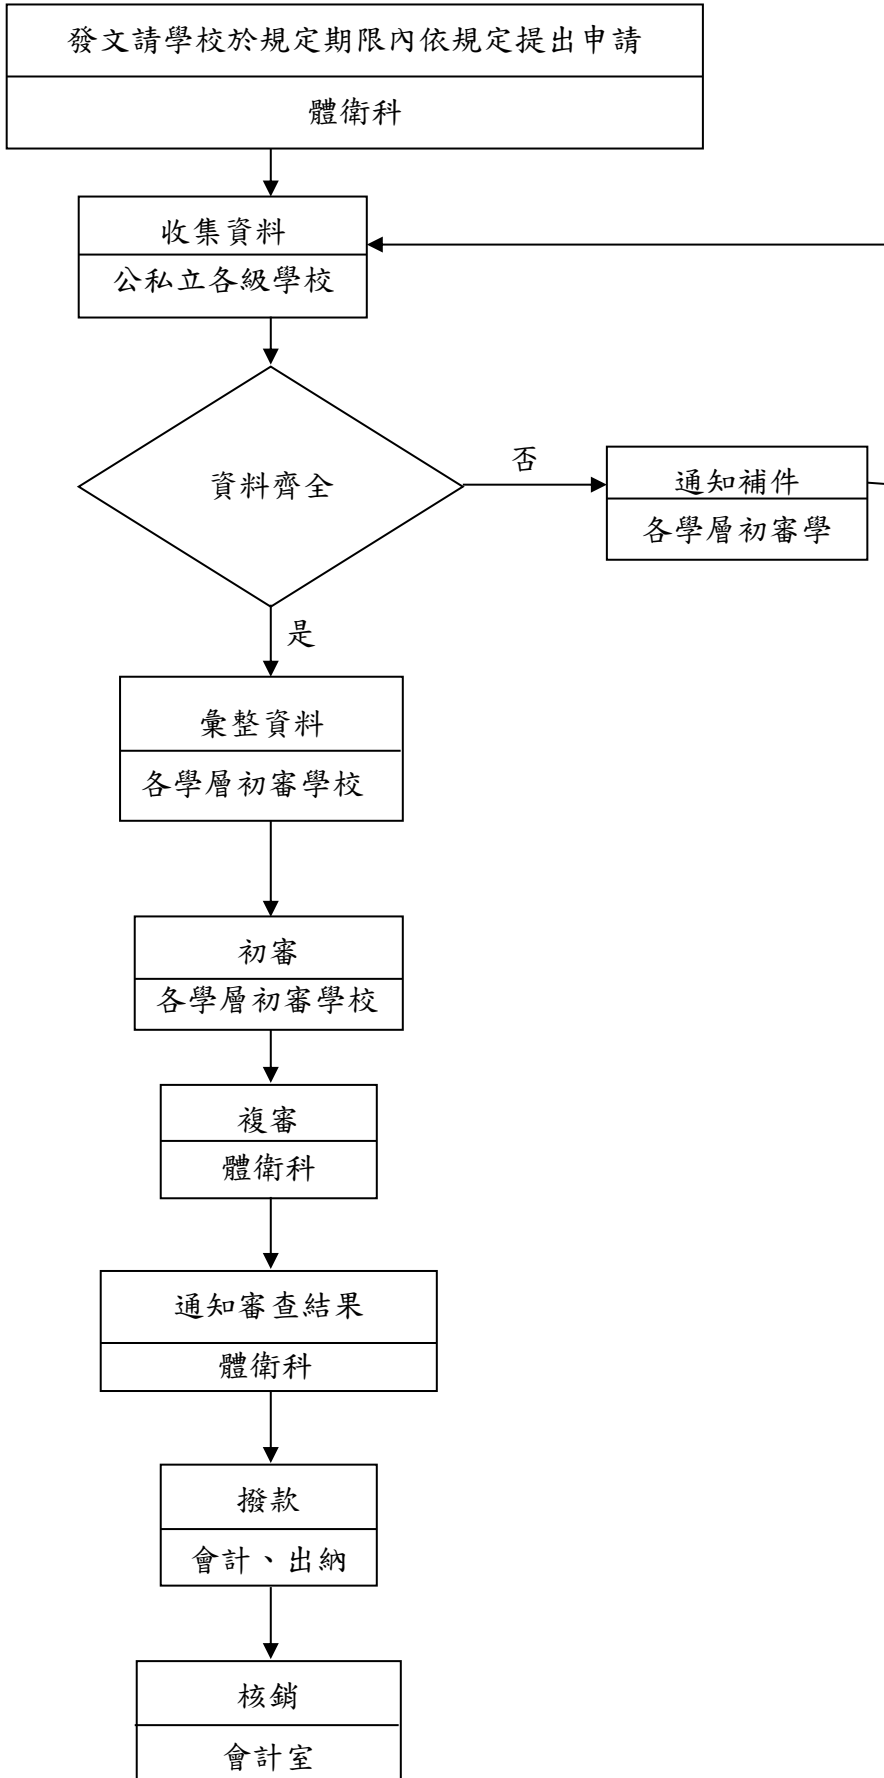 發文請學校於規定期限內依規定提出申請
體衛科
收集資料
公私立各級學校
資料齊全
否
通知補件
各學層初審學
是
彙整資料
各學層初審學校
初審
各學層初審學校
複審
體衛科
通知審查結果
體衛科
撥款
會計、出納
核銷
會計室